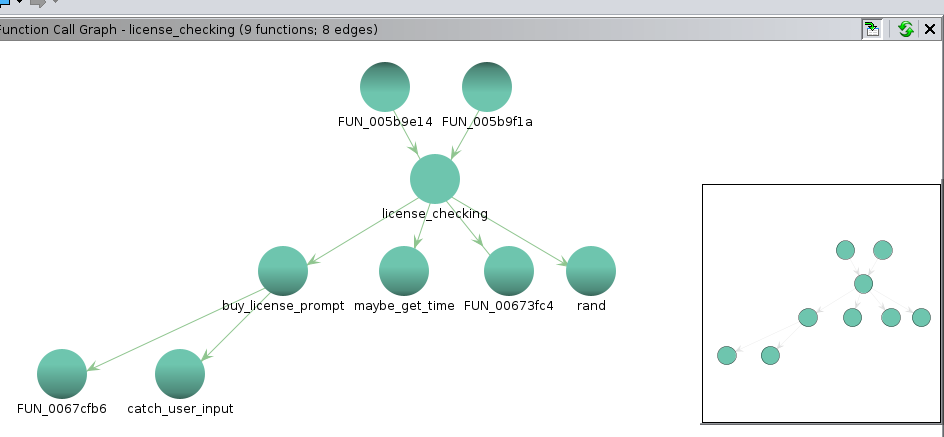 Function Call Graph - license_checking (9 functions; 8 edges)
FUN_005b9e14 FUN_005b9f1a
license_checking
buy_license_prompt maybe_get_time FUN_00673fc4 rand
FUN_0067cfb6 catch_user_input